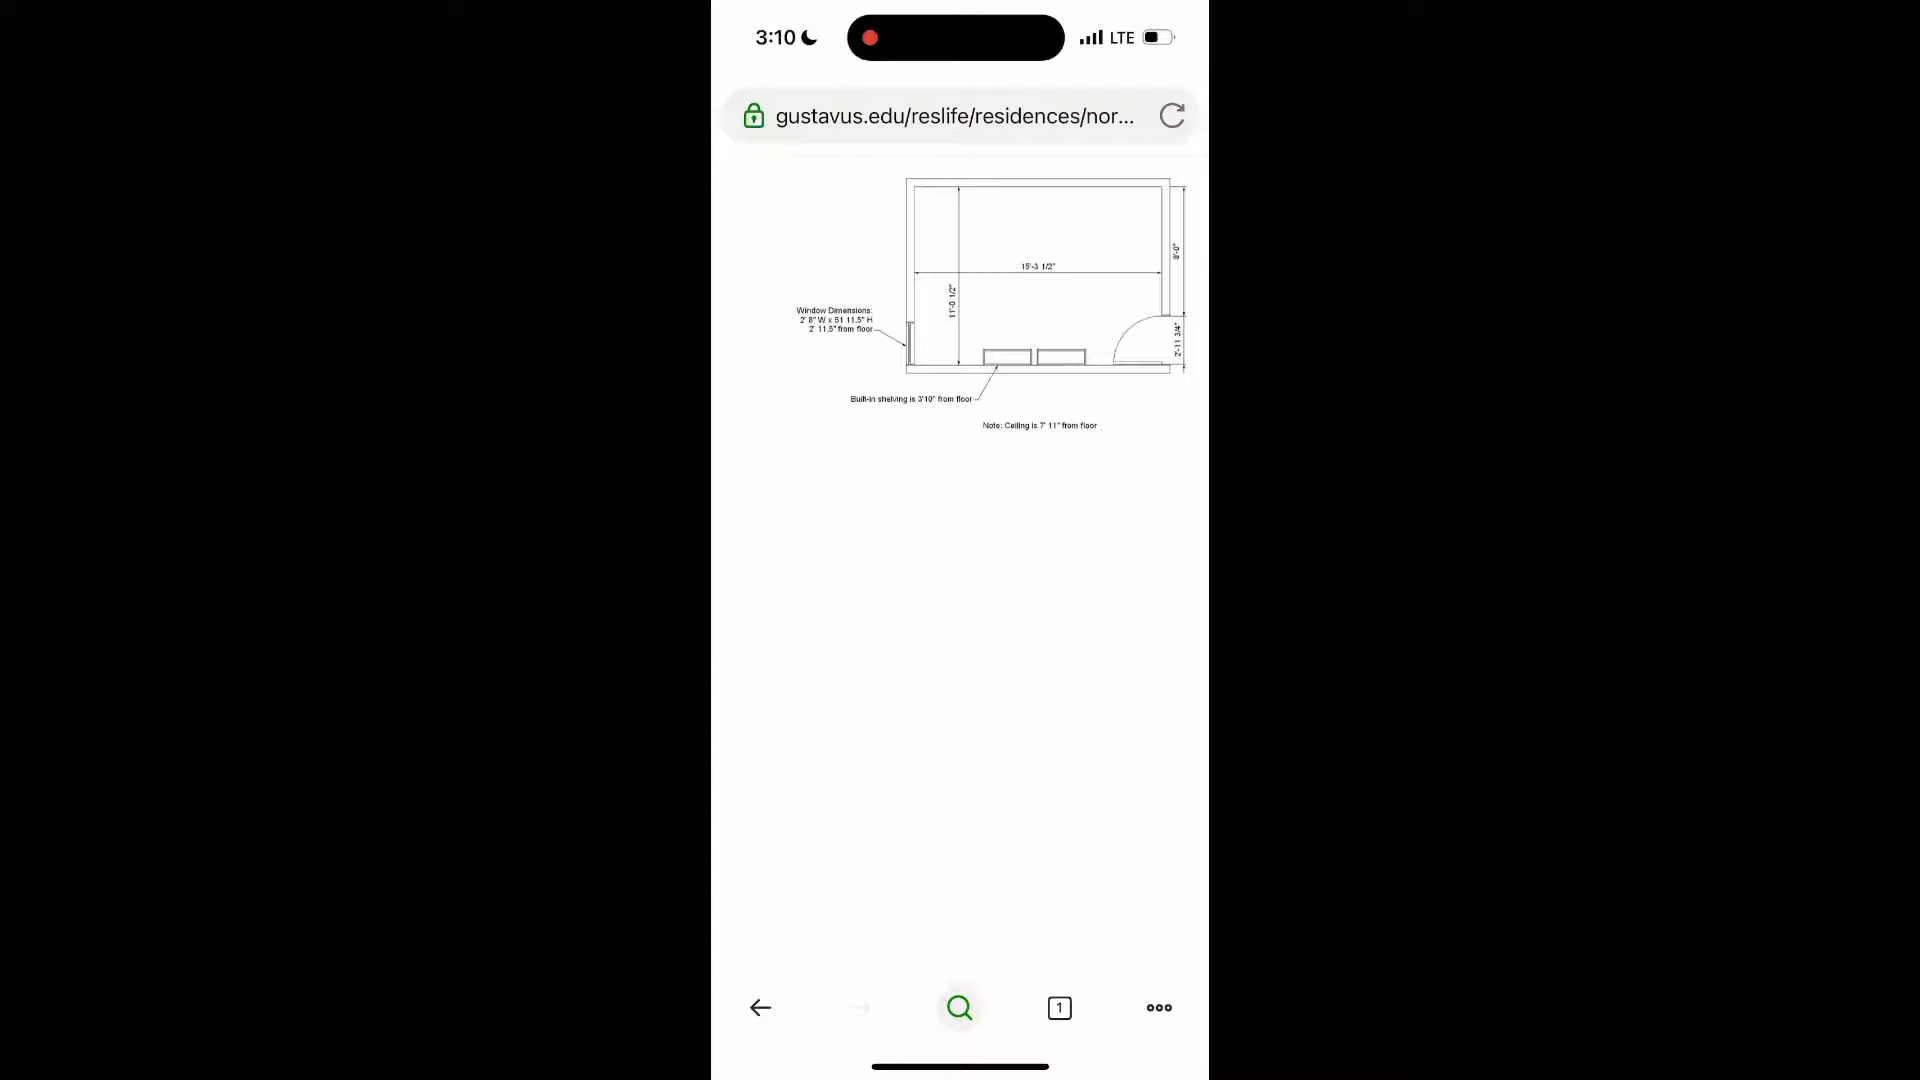 3:10
LTE
gustavus.edu/reslife/residences/nor...
8'-0"
15'-3 1/2"
11'-0 1/2"
Window Dimensions:
2' 8" W x 51 11.5" H
2' 11.5" from floor
2'-11 3/4"
Built-in shelving is 3'10" from floor
Note: Ceiling is 7' 11" from floor
1